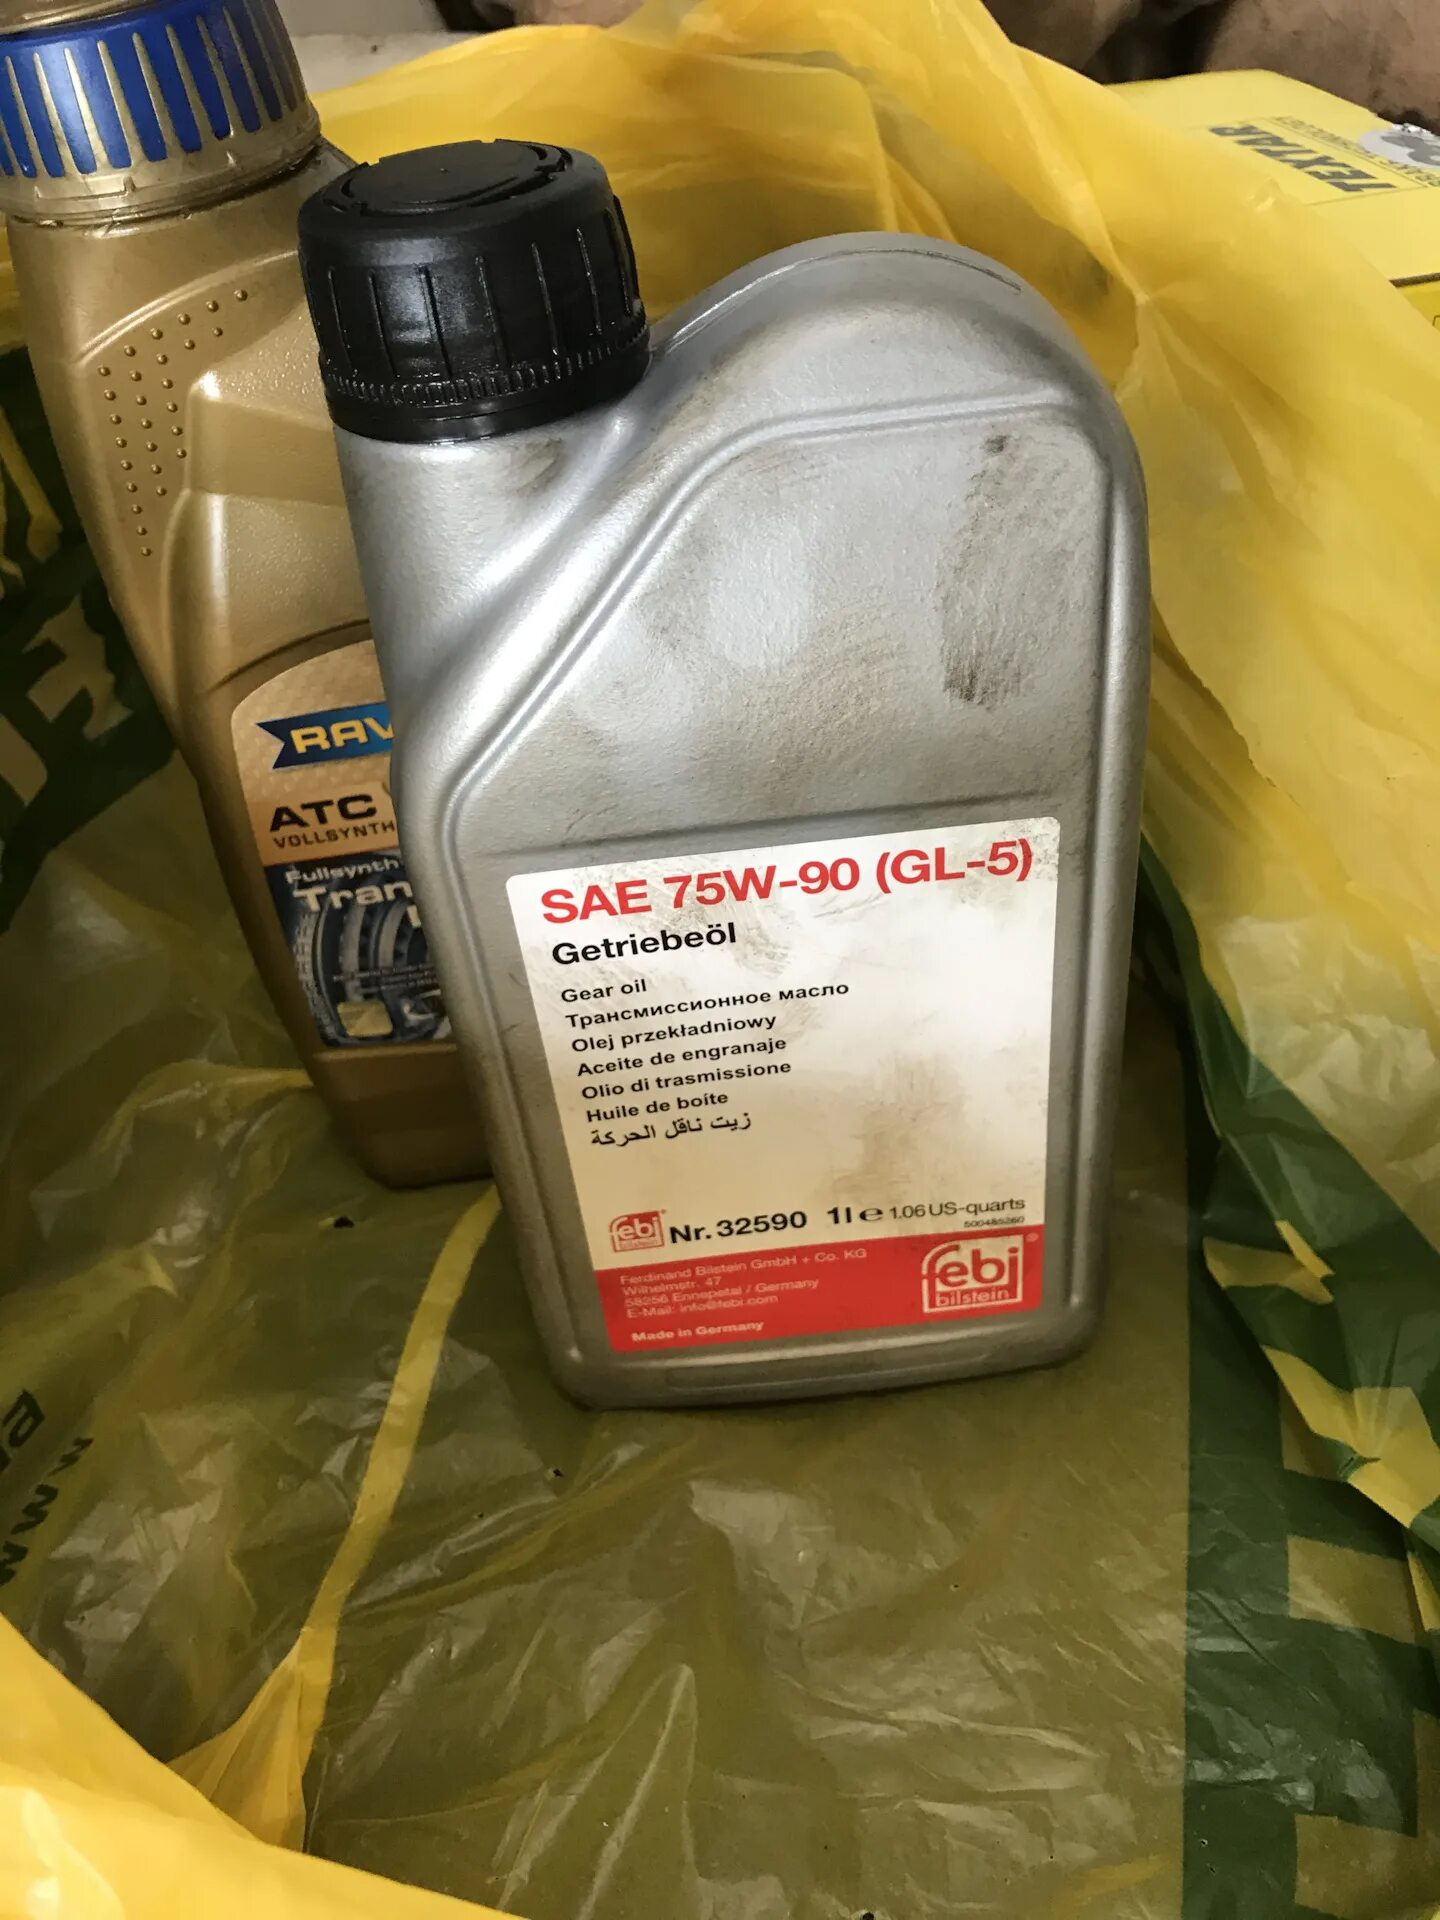 TEXTAR
RAV
ATC
VOLLSYNTH
Fullsynth
Tran
SAE 75W-90 (GL-5)
Getriebeöl
Gear oil
Трансмиссионное масло
Olej przekładniowy
Aceite de engranaje
Olio di trasmissione
Huile de boîte
زيت ناقل الحركة
febi bilstein Nr. 32590 1l e 1.06 US-quarts
500485260
Ferdinand Bilstein GmbH + Co. KG
Wilhelmstr. 47
58256 Ennepetal / Germany
E-Mail: info@febi.com
Made in Germany
febi
bilstein